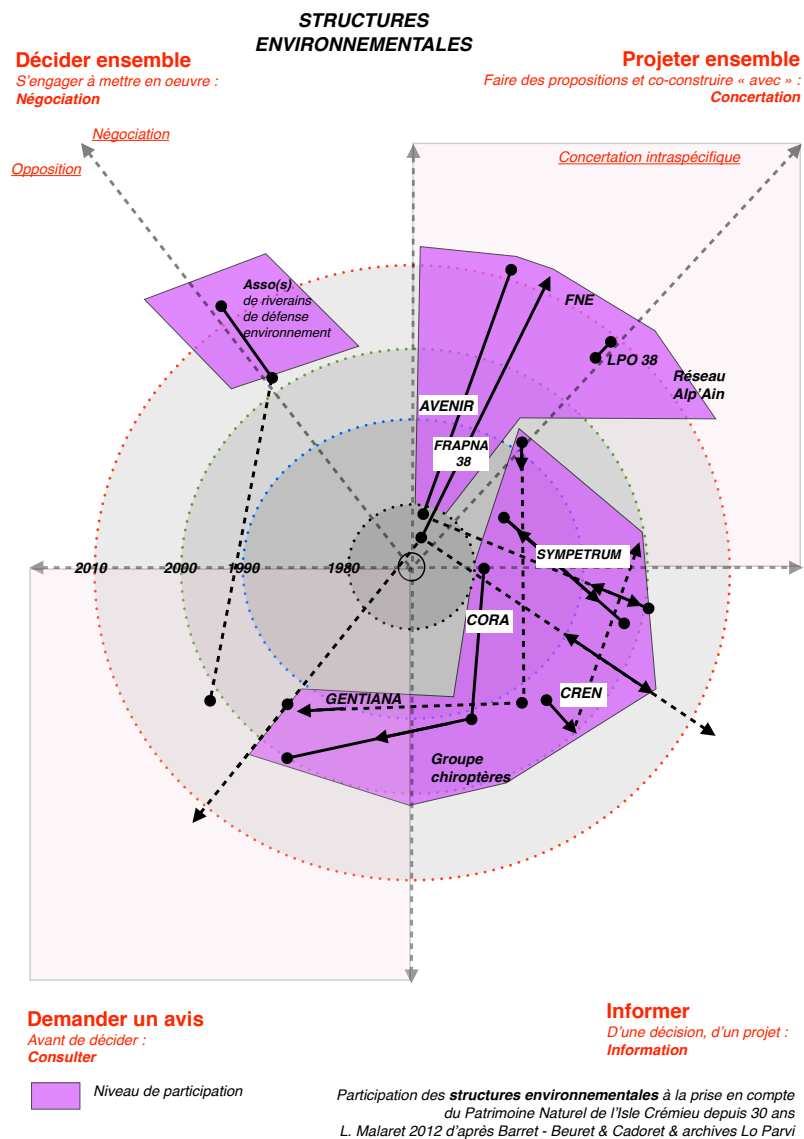 STRUCTURES
ENVIRONNEMENTALES
Décider ensemble
S'engager à mettre en oeuvre :
Négociation
Projeter ensemble
Faire des propositions et co-construire « avec » :
Concertation
Négociation
Opposition
Concertation intraspécifique
Asso(s)
de riverains
de défense
environnement
FNE
LPO 38
Réseau
Alp'Ain
AVENIR
FRAPNA
38
SYMPETRUM
2010
2000
1990
1980
CORA
GENTIANA
CREN
Groupe
chiroptères
Demander un avis
Avant de décider :
Consulter
Informer
D'une décision, d'un projet :
Information
Niveau de participation
Participation des structures environnementales à la prise en compte
du Patrimoine Naturel de l'Isle Crémieu depuis 30 ans
L. Malaret 2012 d'après Barret - Beuret & Cadoret & archives Lo Parvi